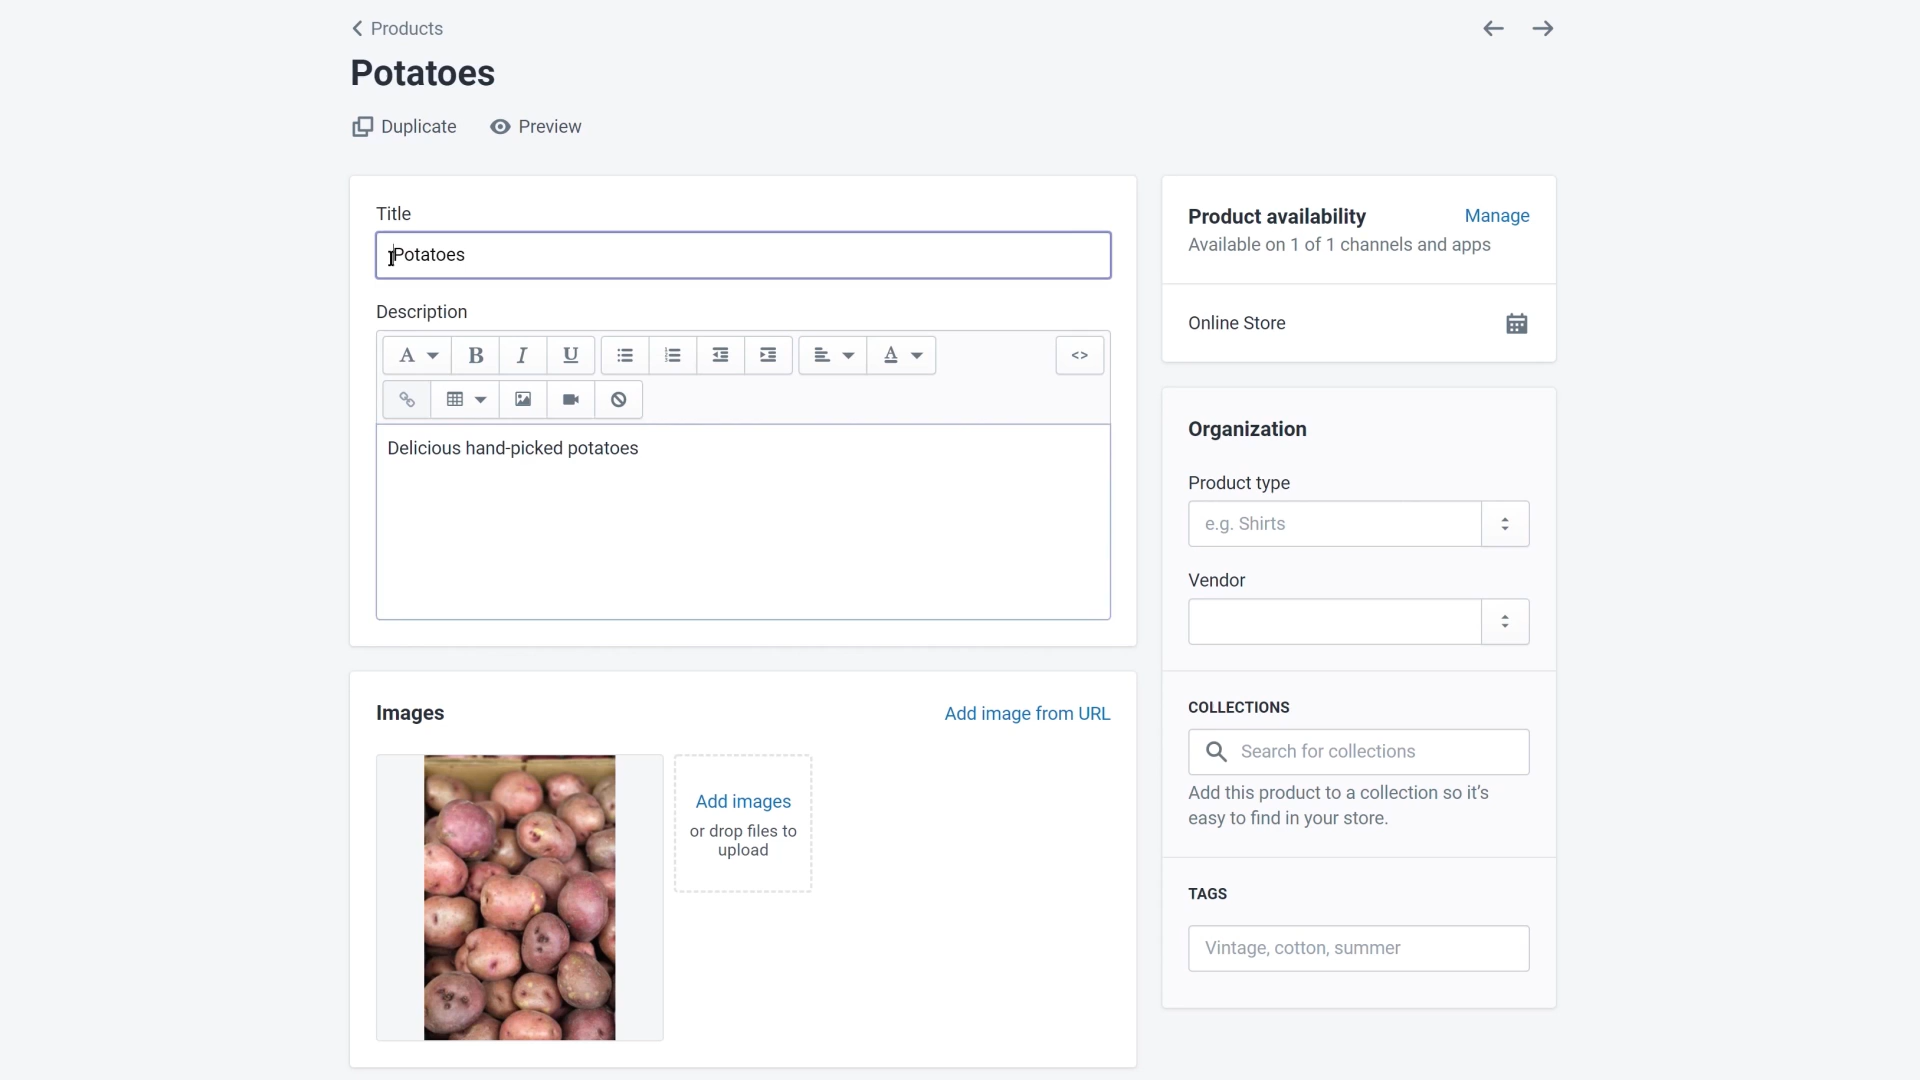 Products
Potatoes
Duplicate Preview
Title
Potatoes
Description
A B I U A <>
Delicious hand-picked potatoes
Images Add image from URL
Add images
or drop files to
upload
Product availability Manage
Available on 1 of 1 channels and apps
Online Store
Organization
Product type
e.g. Shirts
Vendor
COLLECTIONS
Search for collections
Add this product to a collection so it’s
easy to find in your store.
TAGS
Vintage, cotton, summer